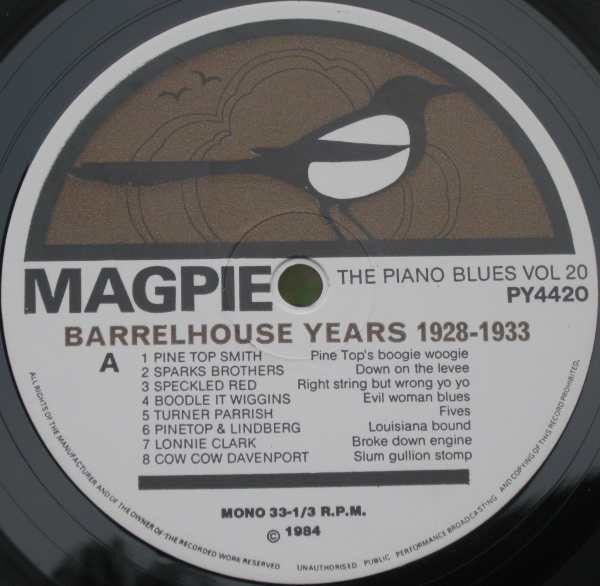 MAGPIE
THE PIANO BLUES VOL 20
PY4420
BARRELHOUSE YEARS 1928-1933
A
1 PINE TOP SMITH Pine Top's boogie woogie
2 SPARKS BROTHERS Down on the levee
3 SPECKLED RED Right string but wrong yo yo
4 BOODLE IT WIGGINS Evil woman blues
5 TURNER PARRISH Fives
6 PINETOP & LINDBERG Louisiana bound
7 LONNIE CLARK Broke down engine
8 COW COW DAVENPORT Slum gullion stomp
MONO 33-1/3 R.P.M.
© 1984
ALL RIGHTS OF THE MANUFACTURER AND OF THE OWNER OF THE RECORDED WORK RESERVED UNAUTHORISED PUBLIC PERFORMANCE BROADCASTING AND COPYING OF THIS RECORD PROHIBITED.